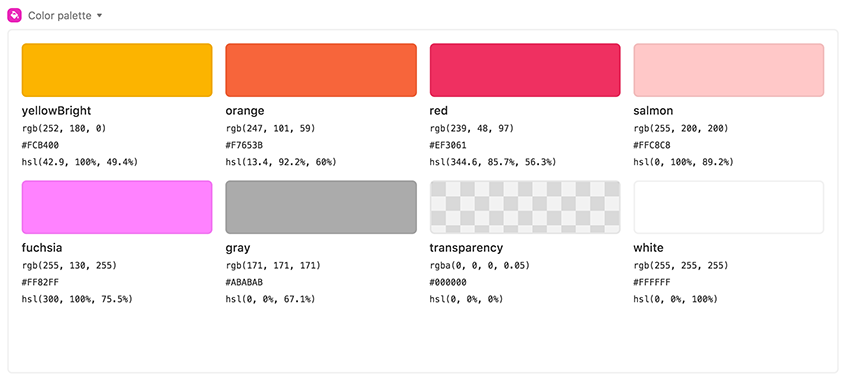 Color palette
yellowBright
rgb(252, 180, 0)
#FCB400
hsl(42.9, 100%, 49.4%)
orange
rgb(247, 101, 59)
#F7653B
hsl(13.4, 92.2%, 60%)
red
rgb(239, 48, 97)
#EF3061
hsl(344.6, 85.7%, 56.3%)
salmon
rgb(255, 200, 200)
#FFC8C8
hsl(0, 100%, 89.2%)
fuchsia
rgb(255, 130, 255)
#FF82FF
hsl(300, 100%, 75.5%)
gray
rgb(171, 171, 171)
#ABABAB
hsl(0, 0%, 67.1%)
transparency
rgba(0, 0, 0, 0.05)
#000000
hsl(0, 0%, 0%)
white
rgb(255, 255, 255)
#FFFFFF
hsl(0, 0%, 100%)